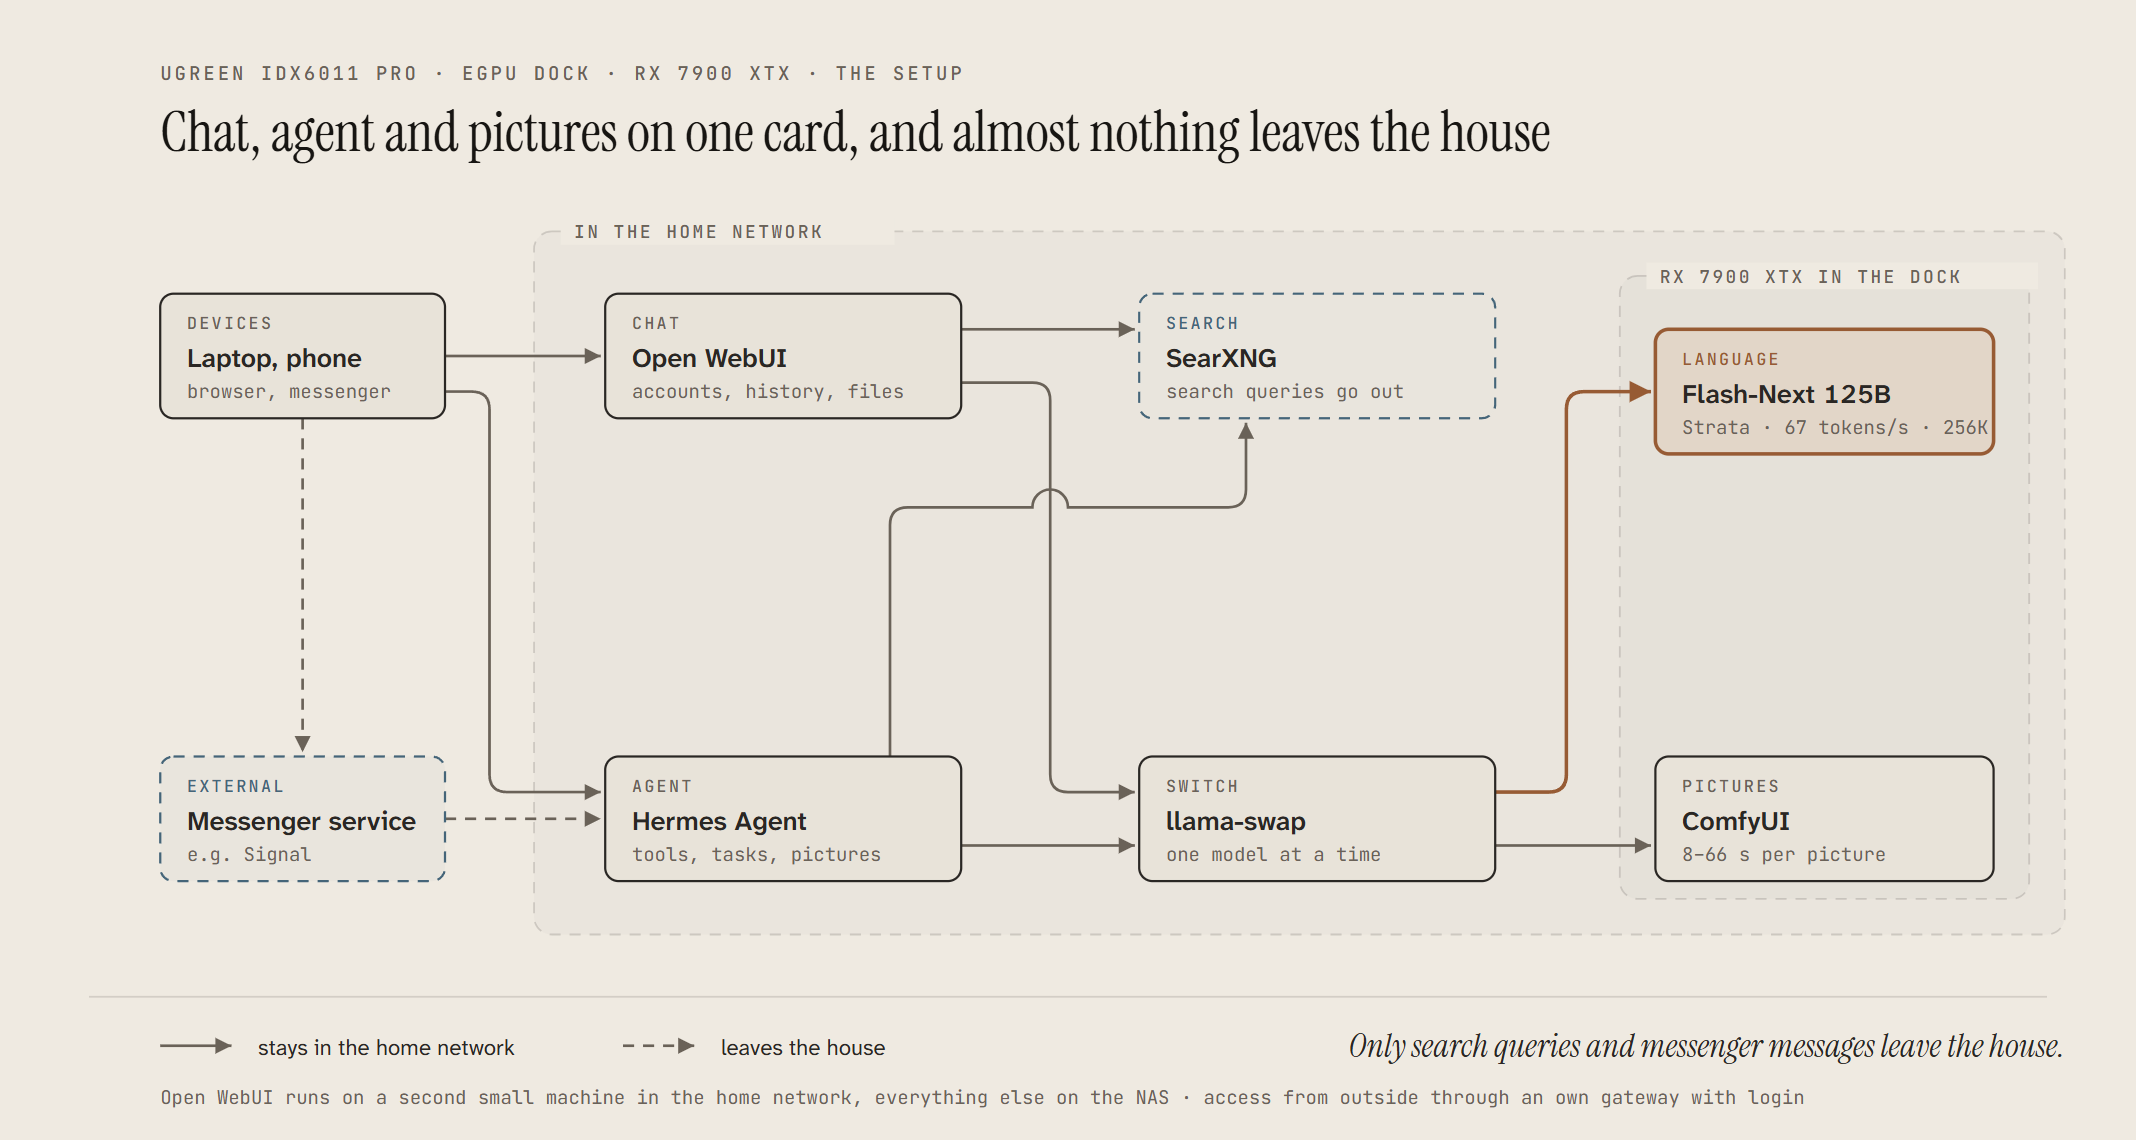 UGREEN IDX6011 PRO · EGPU DOCK · RX 7900 XTX · THE SETUP
Chat, agent and pictures on one card, and almost nothing leaves the house
IN THE HOME NETWORK
RX 7900 XTX IN THE DOCK
DEVICES
Laptop, phone
browser, messenger
CHAT
Open WebUI
accounts, history, files
SEARCH
SearXNG
search queries go out
LANGUAGE
Flash-Next 125B
Strata · 67 tokens/s · 256K
EXTERNAL
Messenger service
e.g. Signal
AGENT
Hermes Agent
tools, tasks, pictures
SWITCH
llama-swap
one model at a time
PICTURES
ComfyUI
8–66 s per picture
stays in the home network
leaves the house
Only search queries and messenger messages leave the house.
Open WebUI runs on a second small machine in the home network, everything else on the NAS · access from outside through an own gateway with login